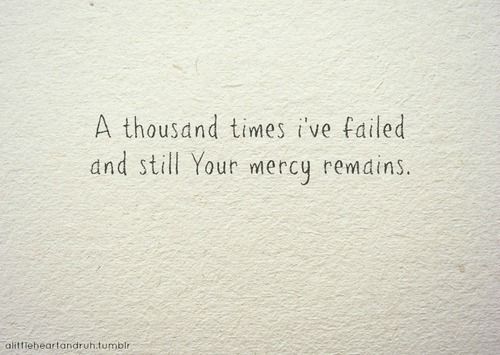 A thousand times i've failed
and still Your mercy remains.
alittleheartandruh.tumblr